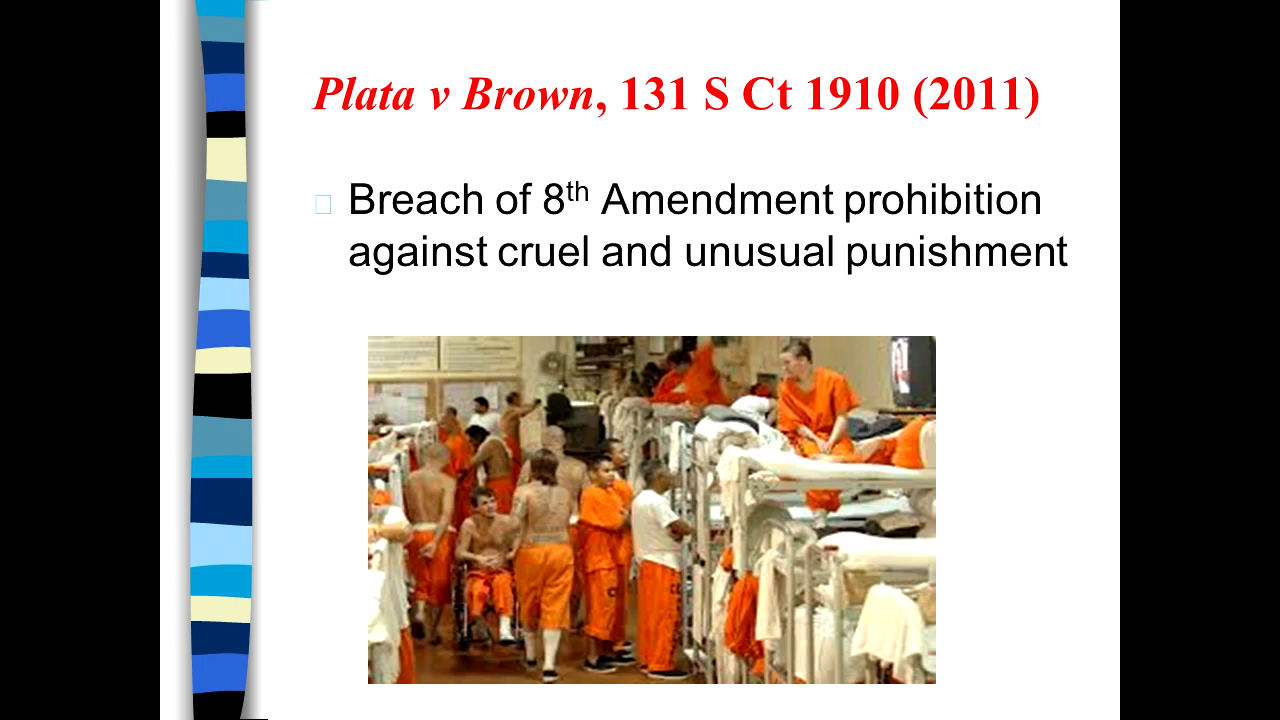 Plata v Brown, 131 S Ct 1910 (2011)
Breach of 8th Amendment prohibition
against cruel and unusual punishment